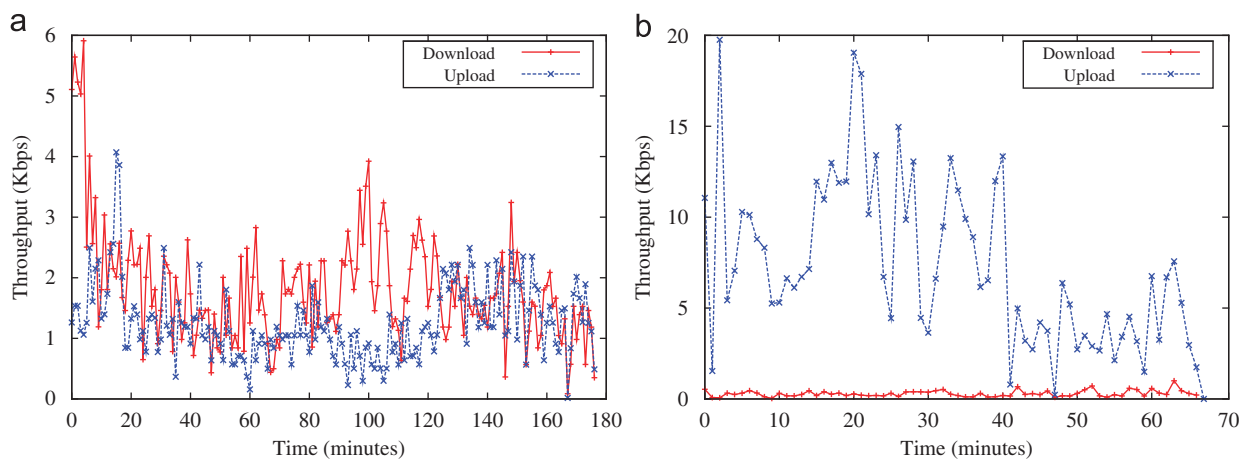 a
6
5
4
3
2
1
0
Throughput (Kbps)
Download
Upload
0 20 40 60 80 100 120 140 160 180
Time (minutes)
b
20
15
10
5
0
Throughput (Kbps)
Download
Upload
0 10 20 30 40 50 60 70
Time (minutes)